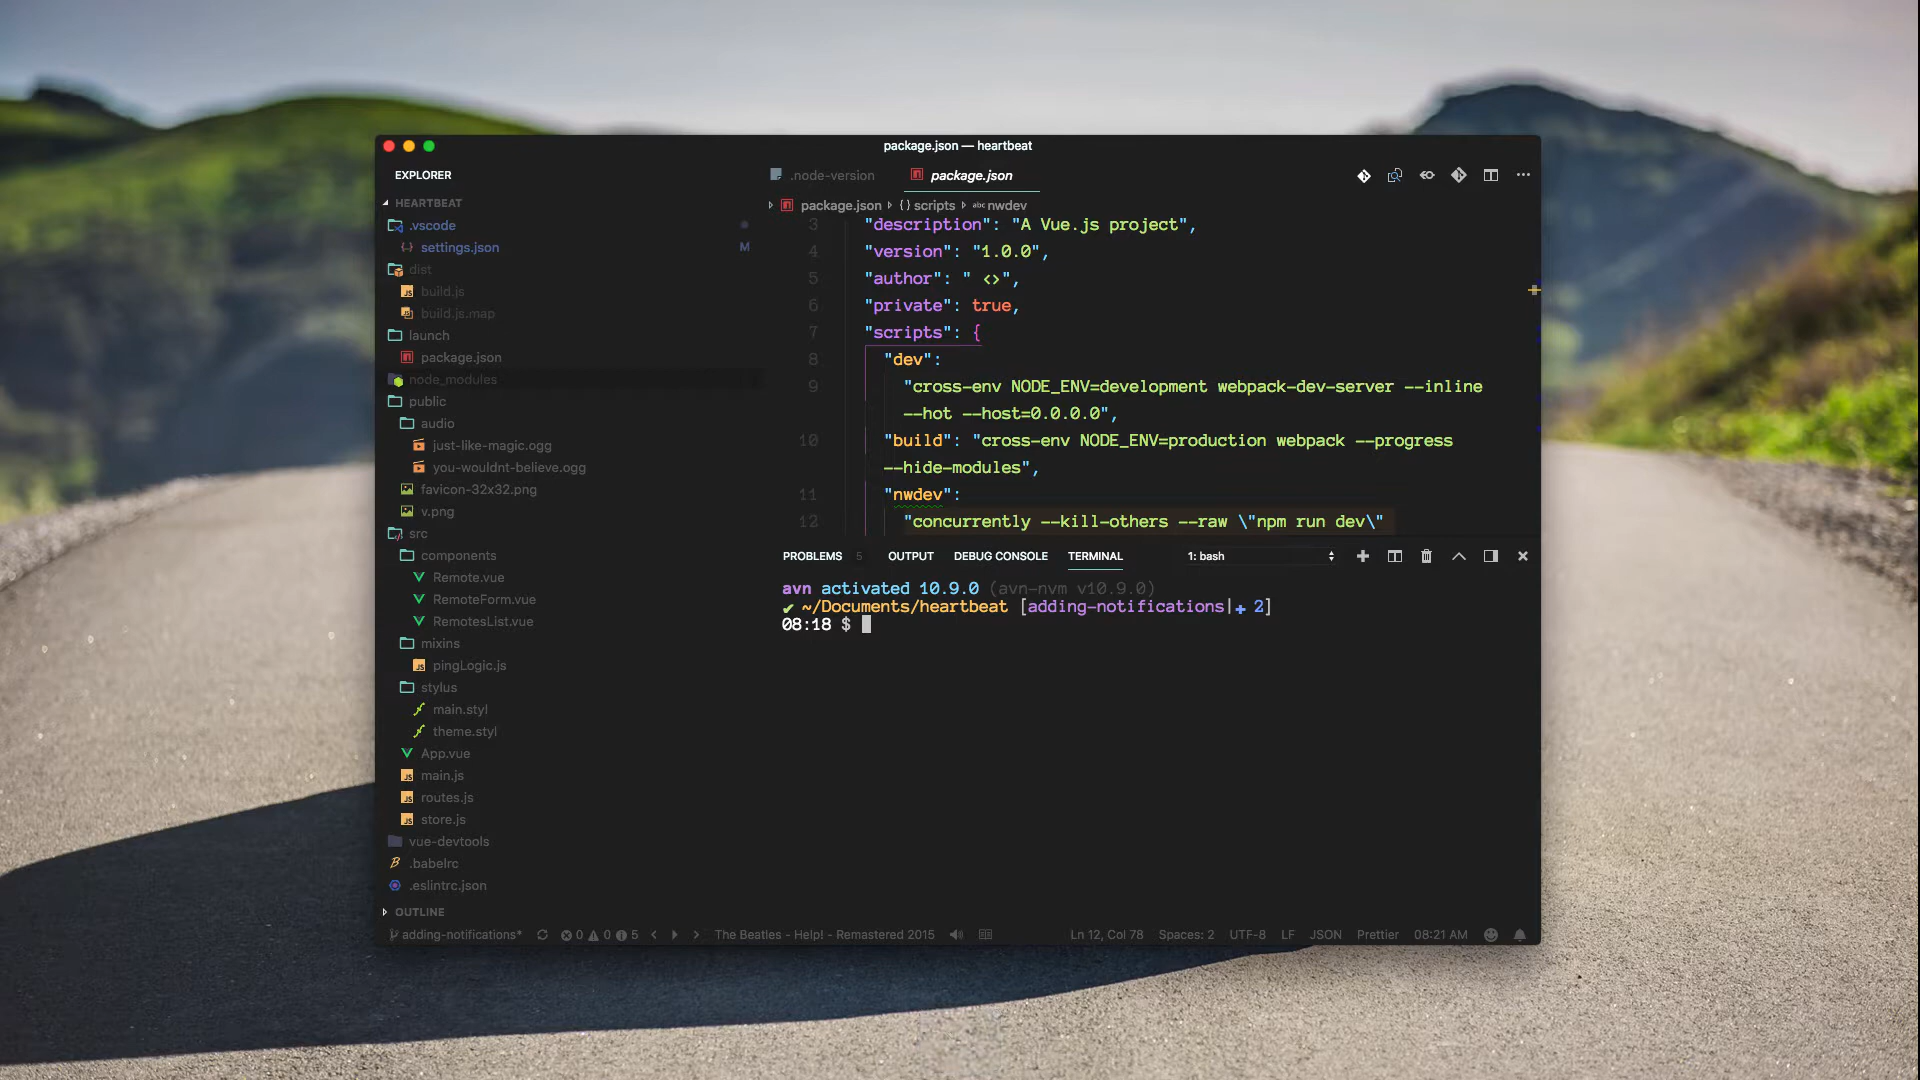 package.json — heartbeat
EXPLORER
HEARTBEAT
.vscode
settings.json M
dist
build.js
build.js.map
launch
package.json
node_modules
public
audio
just-like-magic.ogg
you-wouldnt-believe.ogg
favicon-32x32.png
v.png
src
components
Remote.vue
RemoteForm.vue
RemotesList.vue
mixins
pingLogic.js
stylus
main.styl
theme.styl
App.vue
main.js
routes.js
store.js
vue-devtools
.babelrc
.eslintrc.json
OUTLINE
.node-version package.json
package.json {} scripts abc nwdev
3 "description": "A Vue.js project",
4 "version": "1.0.0",
5 "author": " <>",
6 "private": true,
7 "scripts": {
8 "dev":
9 "cross-env NODE_ENV=development webpack-dev-server --inline
--hot --host=0.0.0.0",
10 "build": "cross-env NODE_ENV=production webpack --progress
--hide-modules",
11 "nwdev":
12 "concurrently --kill-others --raw \"npm run dev\"
PROBLEMS 5 OUTPUT DEBUG CONSOLE TERMINAL 1: bash
avn activated 10.9.0 (avn-nvm v10.9.0)
✔ ~/Documents/heartbeat [adding-notifications|✚ 2]
08:18 $
adding-notifications* 0 0 5 The Beatles - Help! - Remastered 2015 Ln 12, Col 78 Spaces: 2 UTF-8 LF JSON Prettier 08:21 AM